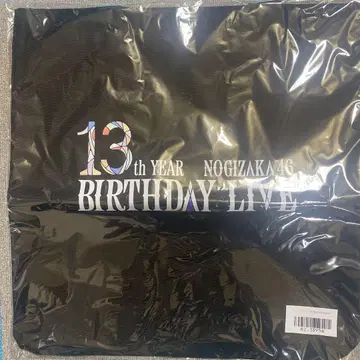 13th YEAR NOGIZAKA46
BIRTHDAY LIVE